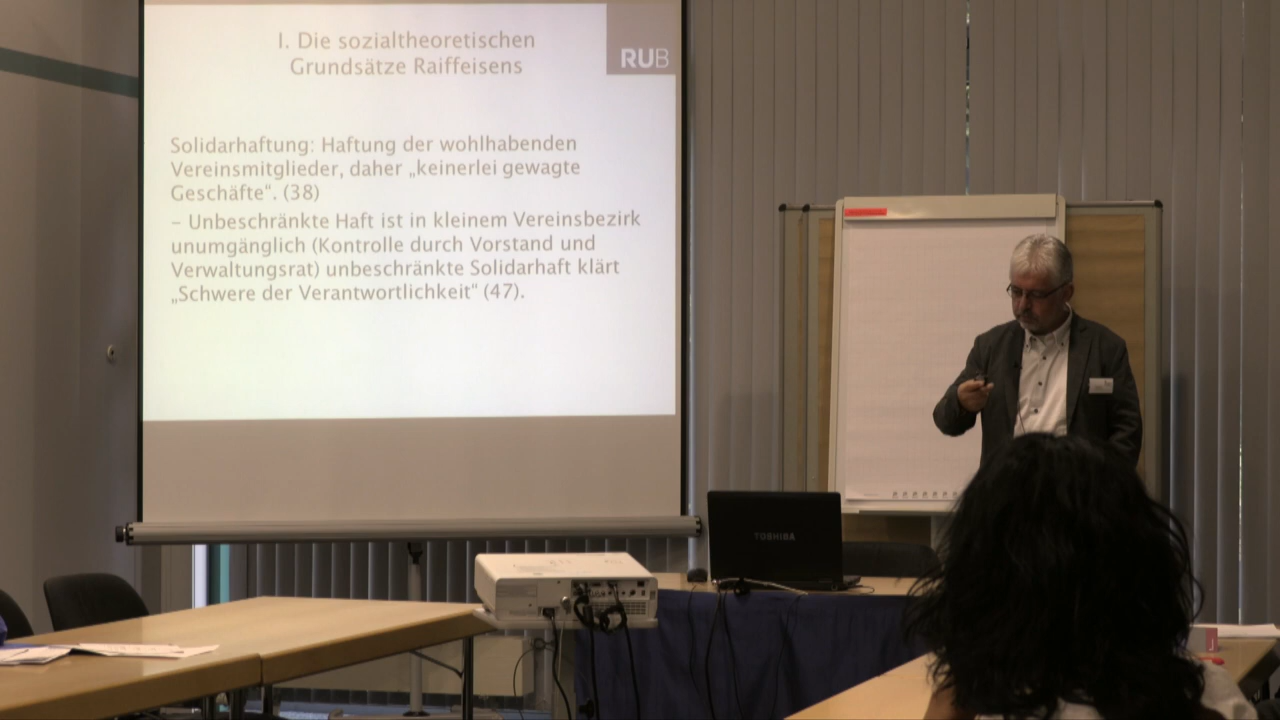 I. Die sozialtheoretischen
Grundsätze Raiffeisens
RUB
Solidarhaftung: Haftung der wohlhabenden
Vereinsmitglieder, daher „keinerlei gewagte
Geschäfte“. (38)
– Unbeschränkte Haft ist in kleinem Vereinsbezirk
unumgänglich (Kontrolle durch Vorstand und
Verwaltungsrat) unbeschränkte Solidarhaft klärt
„Schwere der Verantwortlichkeit“ (47).
TOSHIBA